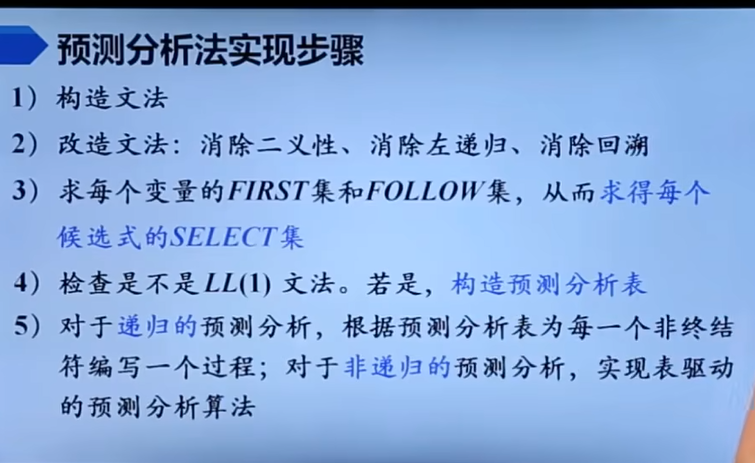 预测分析法实现步骤
1) 构造文法
2) 改造文法：消除二义性、消除左递归、消除回溯
3) 求每个变量的FIRST集和FOLLOW集，从而求得每个
候选式的SELECT集
4) 检查是不是LL(1) 文法。若是，构造预测分析表
5) 对于递归的预测分析，根据预测分析表为每一个非终结
符编写一个过程；对于非递归的预测分析，实现表驱动
的预测分析算法